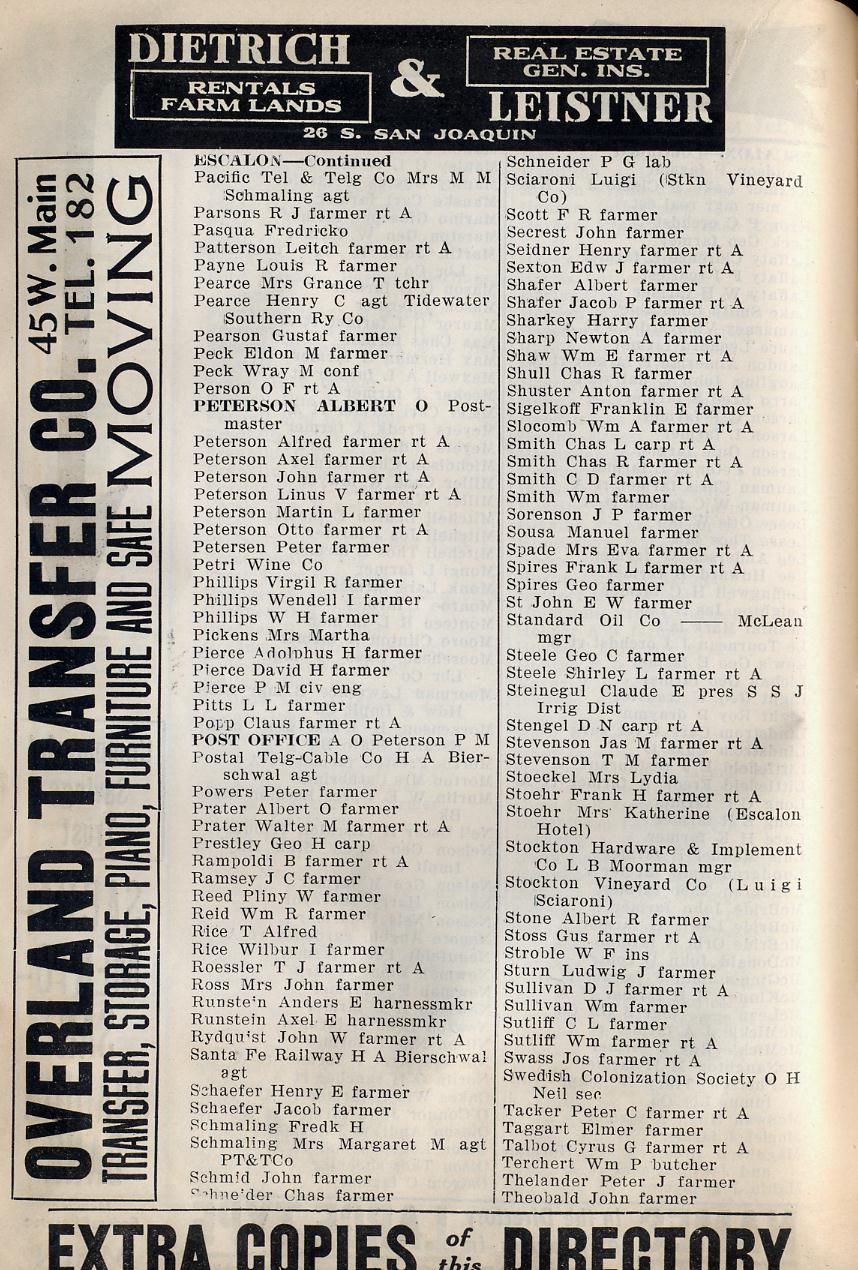 DIETRICH
&
REAL ESTATE
GEN. INS.
RENTALS
FARM LANDS
LEISTNER
26 S. SAN JOAQUIN
OVERLAND TRANSFER CO. 45 W. Main
TEL. 182
TRANSFER, STORAGE, PIANO, FURNITURE AND SAFE MOVING
ESCALON—Continued
Pacific Tel & Telg Co Mrs M M
Schmaling agt
Parsons R J farmer rt A
Pasqua Fredricko
Patterson Leitch farmer rt A
Payne Louis R farmer
Pearce Mrs Grance T tchr
Pearce Henry C agt Tidewater
Southern Ry Co
Pearson Gustaf farmer
Peck Eldon M farmer
Peck Wray M conf
Person O F rt A
PETERSON ALBERT O Post-
master
Peterson Alfred farmer rt A
Peterson Axel farmer rt A
Peterson John farmer rt A
Peterson Linus V farmer rt A
Peterson Martin L farmer
Peterson Otto farmer rt A
Petersen Peter farmer
Petri Wine Co
Phillips Virgil R farmer
Phillips Wendell I farmer
Phillips W H farmer
Pickens Mrs Martha
Pierce Adolphus H farmer
Pierce David H farmer
Pierce P M civ eng
Pitts L L farmer
Popp Claus farmer rt A
POST OFFICE A O Peterson P M
Postal Telg-Cable Co H A Bier-
schwal agt
Powers Peter farmer
Prater Albert O farmer
Prater Walter M farmer rt A
Prestley Geo H carp
Rampoldi B farmer rt A
Ramsey J C farmer
Reed Pliny W farmer
Reid Wm R farmer
Rice T Alfred
Rice Wilbur I farmer
Roessler T J farmer rt A
Ross Mrs John farmer
Runstein Anders E harnessmkr
Runstein Axel E harnessmkr
Rydquist John W farmer rt A
Santa Fe Railway H A Bierschwal
agt
Schaefer Henry E farmer
Schaefer Jacob farmer
Schmaling Fredk H
Schmaling Mrs Margaret M agt
PT&TCo
Schmid John farmer
Schneider Chas farmer
Schneider P G lab
Sciaroni Luigi (Stkn Vineyard
Co)
Scott F R farmer
Secrest John farmer
Seidner Henry farmer rt A
Sexton Edw J farmer rt A
Shafer Albert farmer
Shafer Jacob P farmer rt A
Sharkey Harry farmer
Sharp Newton A farmer
Shaw Wm E farmer rt A
Shull Chas R farmer
Shuster Anton farmer rt A
Sigelkoff Franklin E farmer
Slocomb Wm A farmer rt A
Smith Chas L carp rt A
Smith Chas R farmer rt A
Smith C D farmer rt A
Smith Wm farmer
Sorenson J P farmer
Sousa Manuel farmer
Spade Mrs Eva farmer rt A
Spires Frank L farmer rt A
Spires Geo farmer
St John E W farmer
Standard Oil Co —— McLean
mgr
Steele Geo C farmer
Steele Shirley L farmer rt A
Steinegul Claude E pres S S J
Irrig Dist
Stengel D N carp rt A
Stevenson Jas M farmer rt A
Stevenson T M farmer
Stoeckel Mrs Lydia
Stoehr Frank H farmer rt A
Stoehr Mrs Katherine (Escalon
Hotel)
Stockton Hardware & Implement
Co L B Moorman mgr
Stockton Vineyard Co (Luigi
Sciaroni)
Stone Albert R farmer
Stoss Gus farmer rt A
Stroble W F ins
Sturn Ludwig J farmer
Sullivan D J farmer rt A
Sullivan Wm farmer
Sutliff C L farmer
Sutliff Wm farmer rt A
Swass Jos farmer rt A
Swedish Colonization Society O H
Neil sec
Tacker Peter C farmer rt A
Taggart Elmer farmer
Talbot Cyrus G farmer rt A
Terchert Wm P butcher
Thelander Peter J farmer
Theobald John farmer
EXTRA COPIES of this DIRECTORY